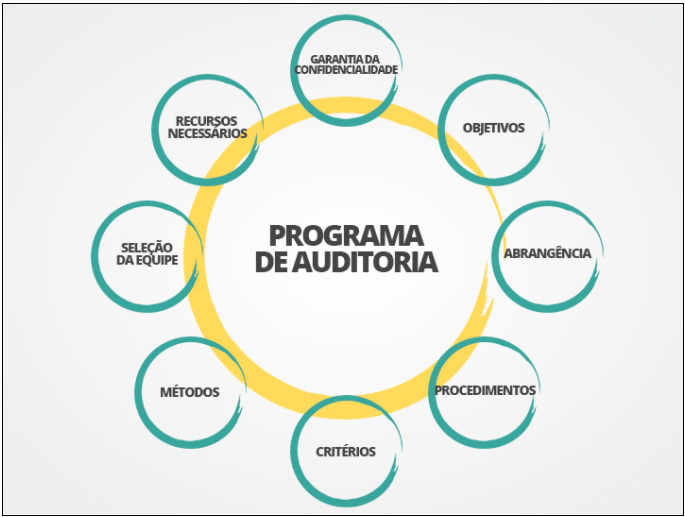 GARANTIA DA
CONFIDENCIALIDADE
OBJETIVOS
ABRANGÊNCIA
PROCEDIMENTOS
CRITÉRIOS
MÉTODOS
SELEÇÃO
DA EQUIPE
RECURSOS
NECESSÁRIOS
PROGRAMA
DE AUDITORIA